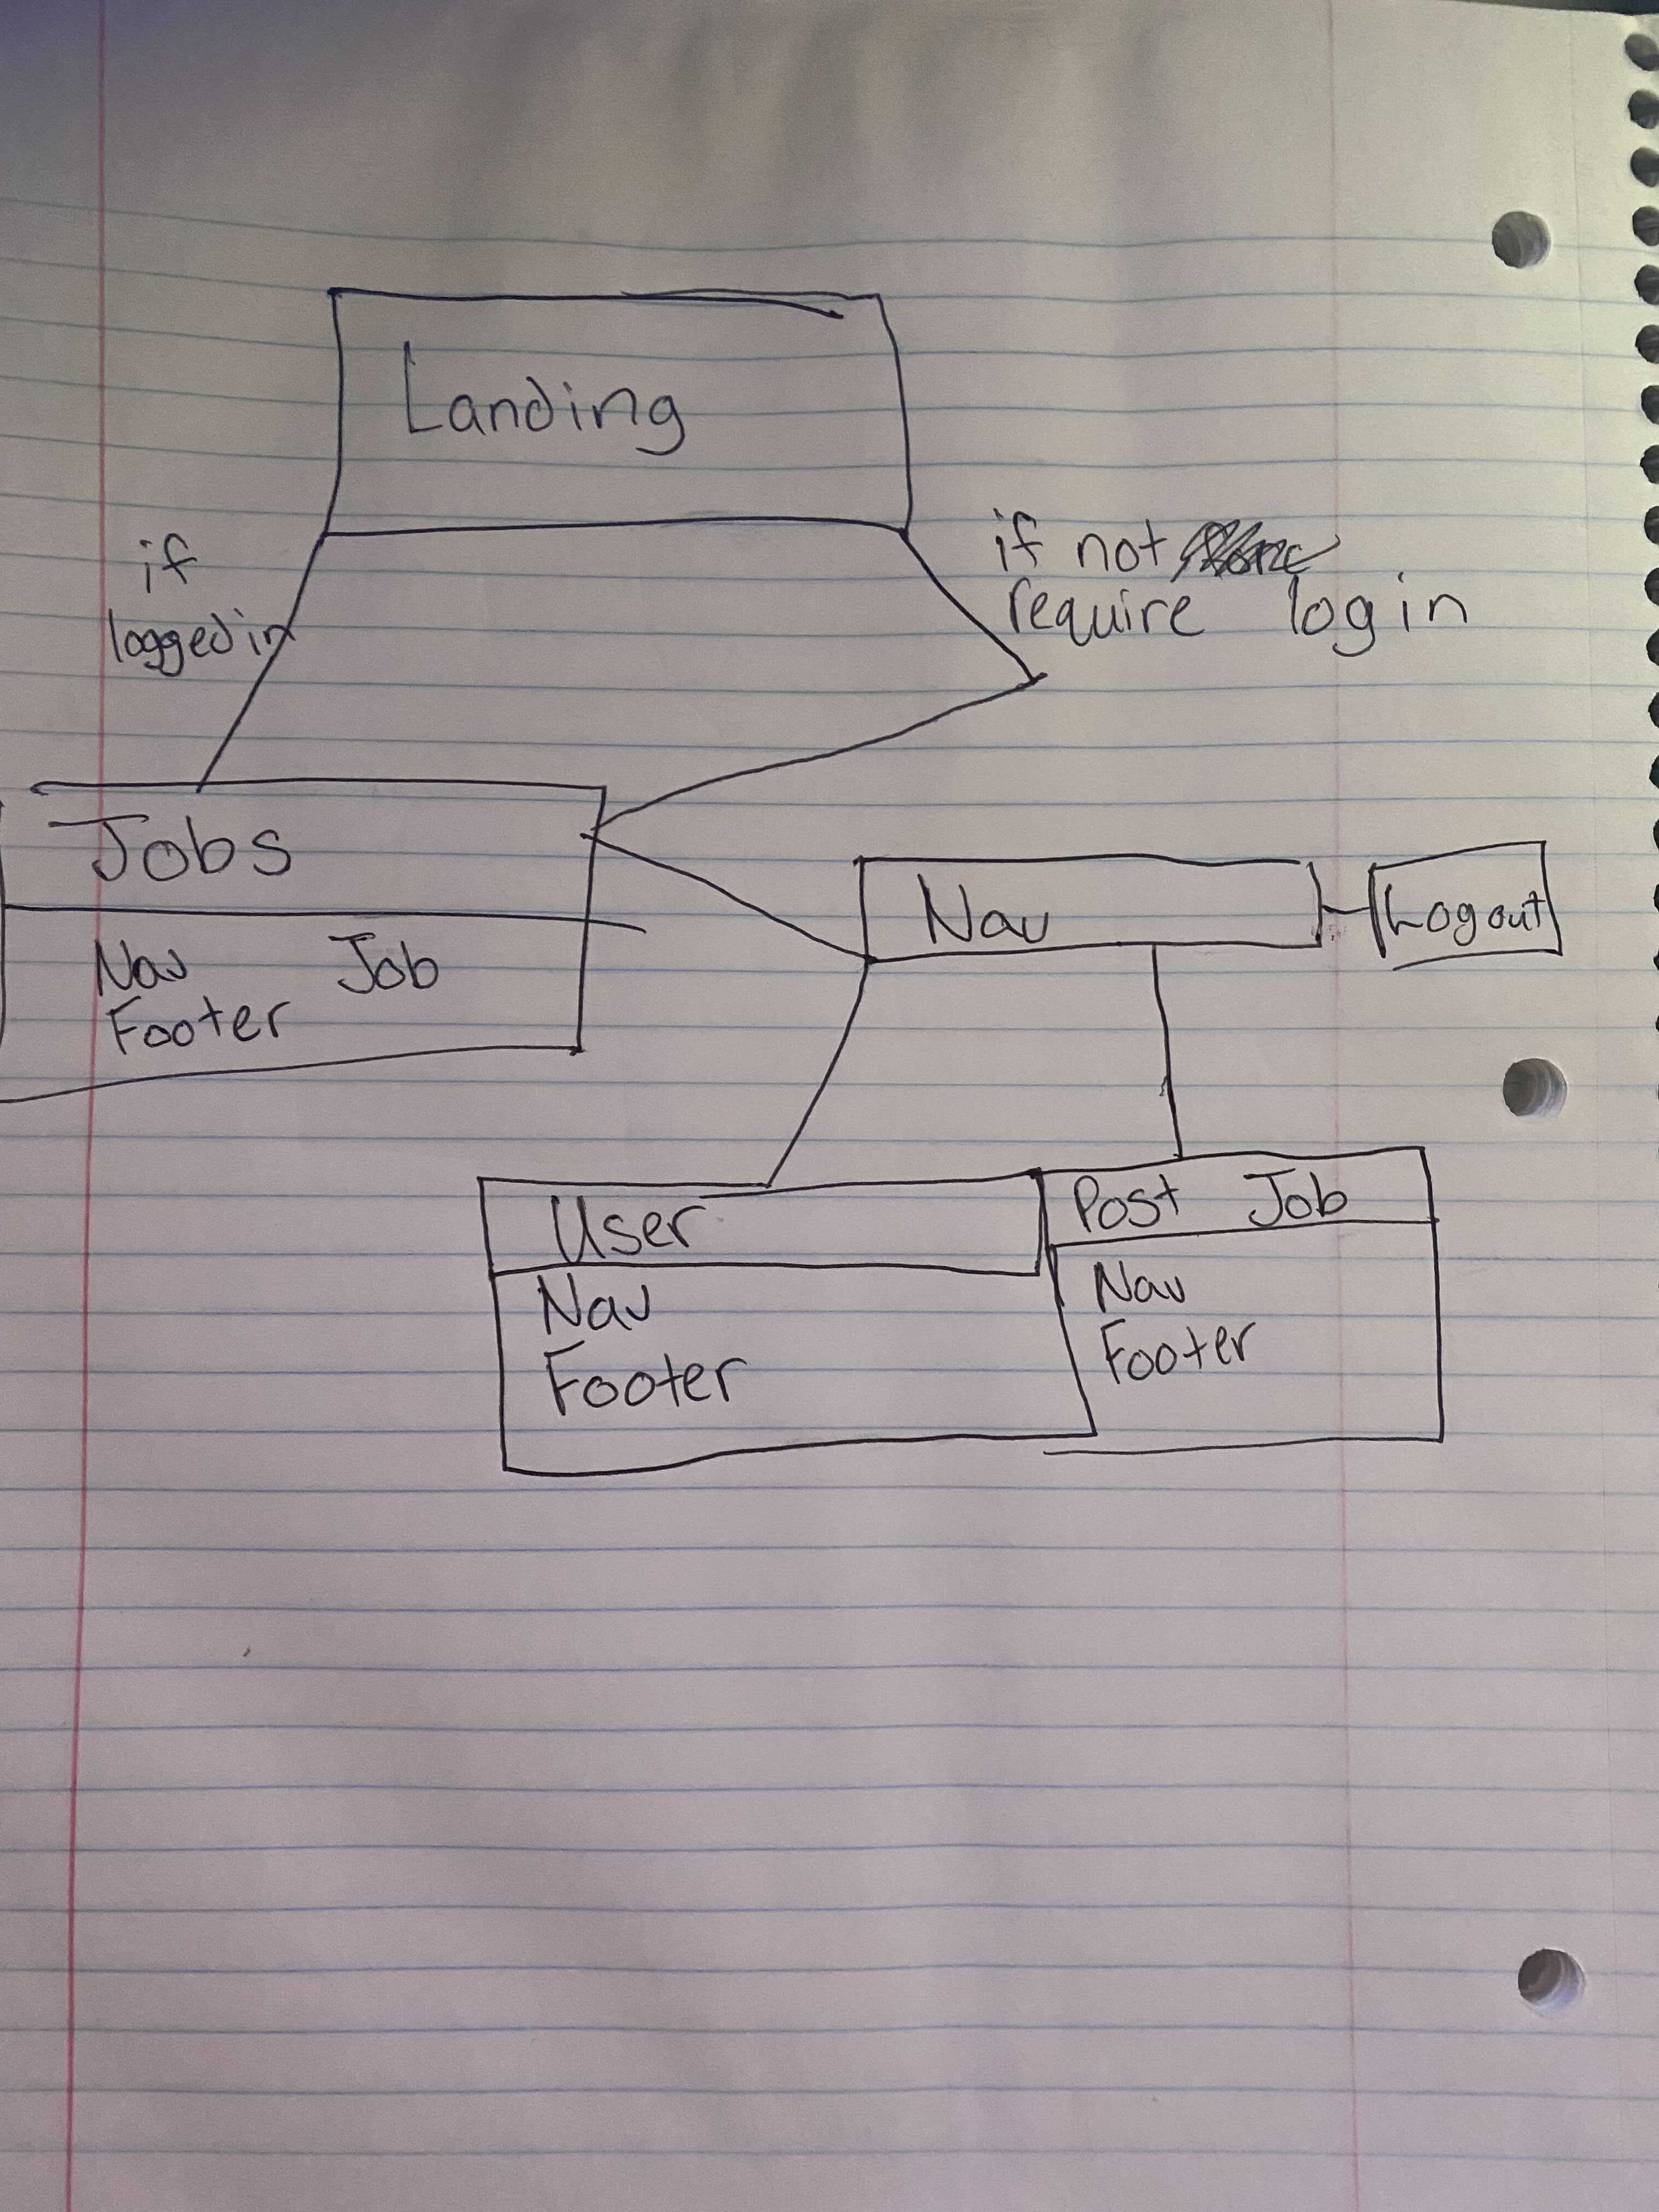 Landing
if
logged in
if not
require login
Jobs
Nav Job
Footer
Nav
Logout
User
Nav
Footer
Post Job
Nav
Footer